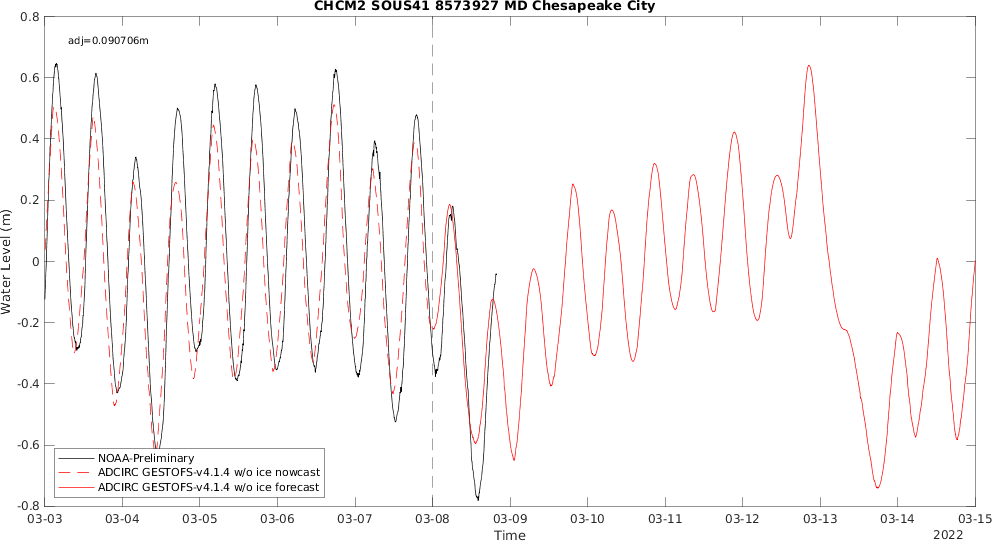 CHCM2 SOUS41 8573927 MD Chesapeake City
adj=0.090706m
0.8
0.6
0.4
0.2
0
-0.2
-0.4
-0.6
-0.8
Water Level (m)
NOAA-Preliminary
ADCIRC GESTOFS-v4.1.4 w/o ice nowcast
ADCIRC GESTOFS-v4.1.4 w/o ice forecast
03-03 03-04 03-05 03-06 03-07 03-08 03-09 03-10 03-11 03-12 03-13 03-14 03-15
Time
2022